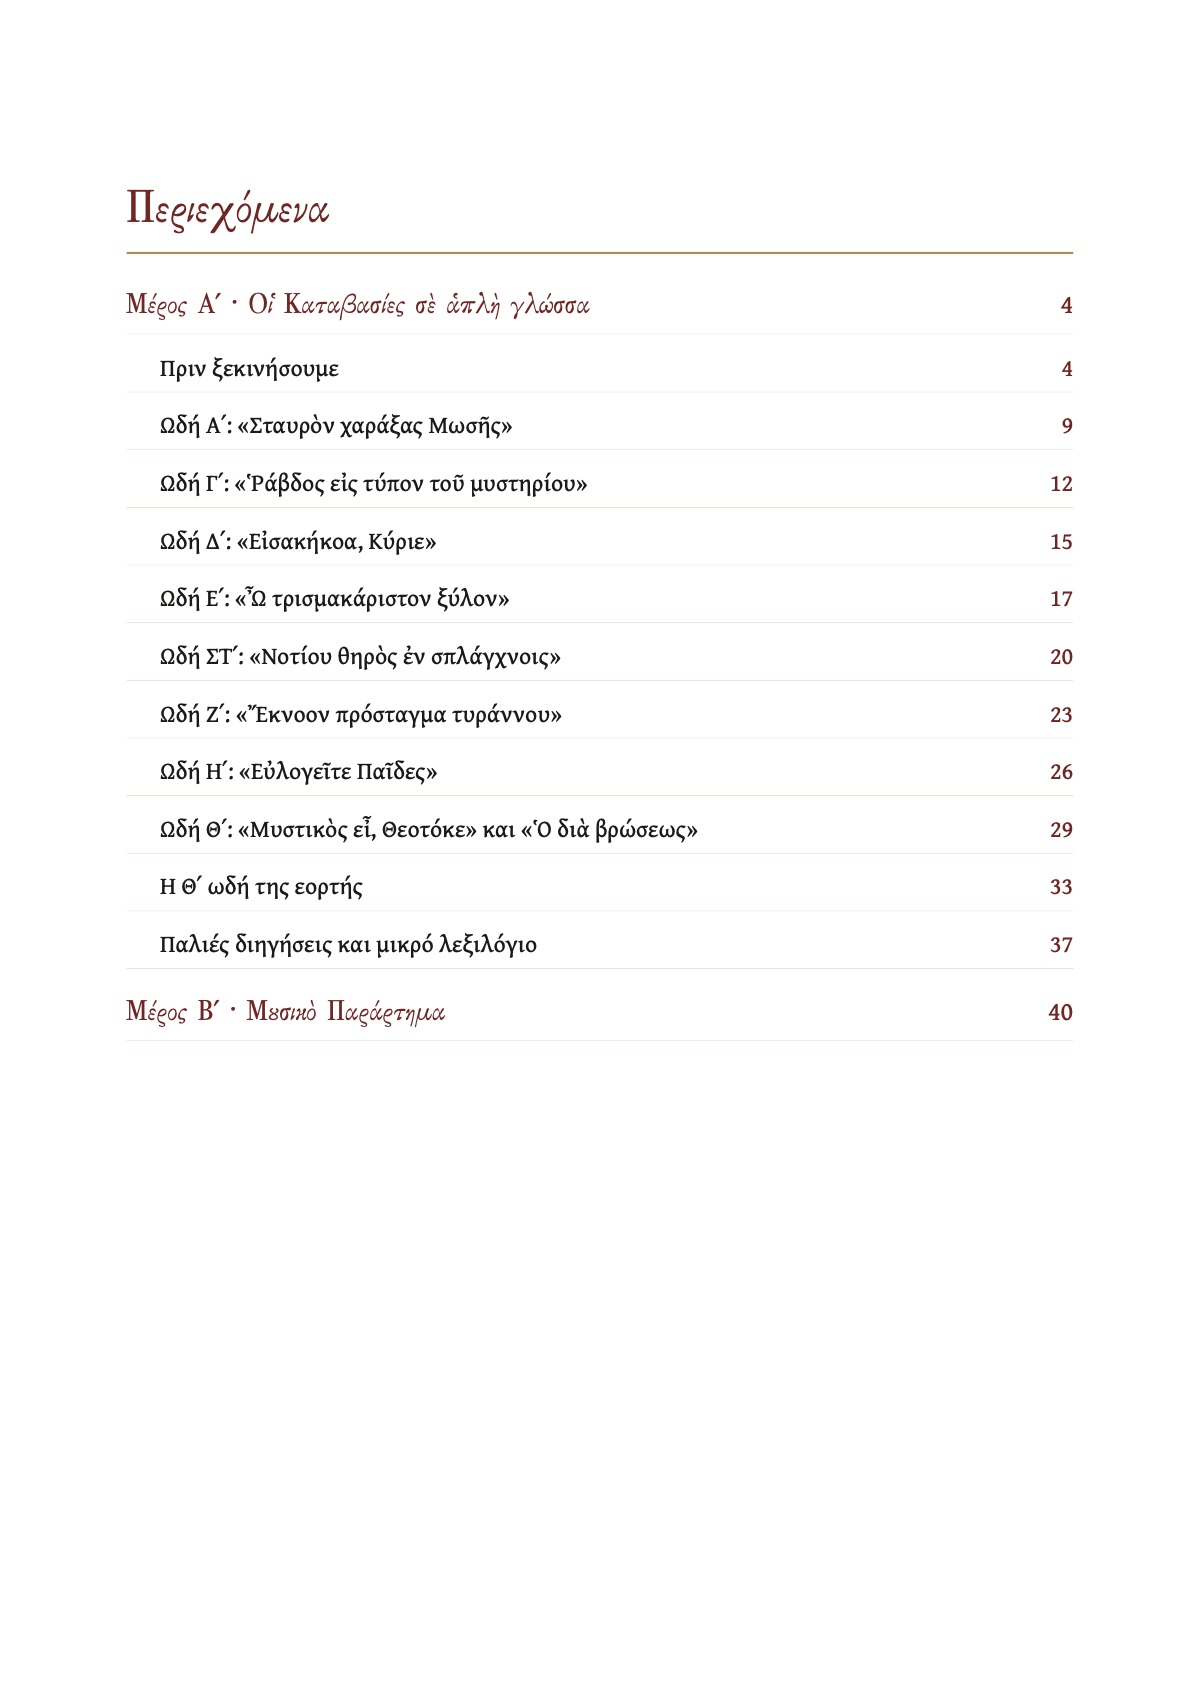 Περιεχόμενα
Μέρος Α΄ · Οἱ Καταβασίες σὲ ἁπλὴ γλώσσα 4
Πριν ξεκινήσουμε 4
Ωδή Α΄: «Σταυρὸν χαράξας Μωσῆς» 9
Ωδή Γ΄: «Ῥάβδος εἰς τύπον τοῦ μυστηρίου» 12
Ωδή Δ΄: «Εἰσακήκοα, Κύριε» 15
Ωδή Ε΄: «Ὦ τρισμακάριστον ξύλον» 17
Ωδή ΣΤ΄: «Νοτίου θηρὸς ἐν σπλάγχνοις» 20
Ωδή Ζ΄: «Ἔκνοον πρόσταγμα τυράννου» 23
Ωδή Η΄: «Εὐλογεῖτε Παῖδες» 26
Ωδή Θ΄: «Μυστικὸς εἶ, Θεοτόκε» και «Ὁ διὰ βρώσεως» 29
Η Θ΄ ωδή της εορτής 33
Παλιές διηγήσεις και μικρό λεξιλόγιο 37
Μέρος Β΄ · Μȣσικὸ Παράρτημα 40